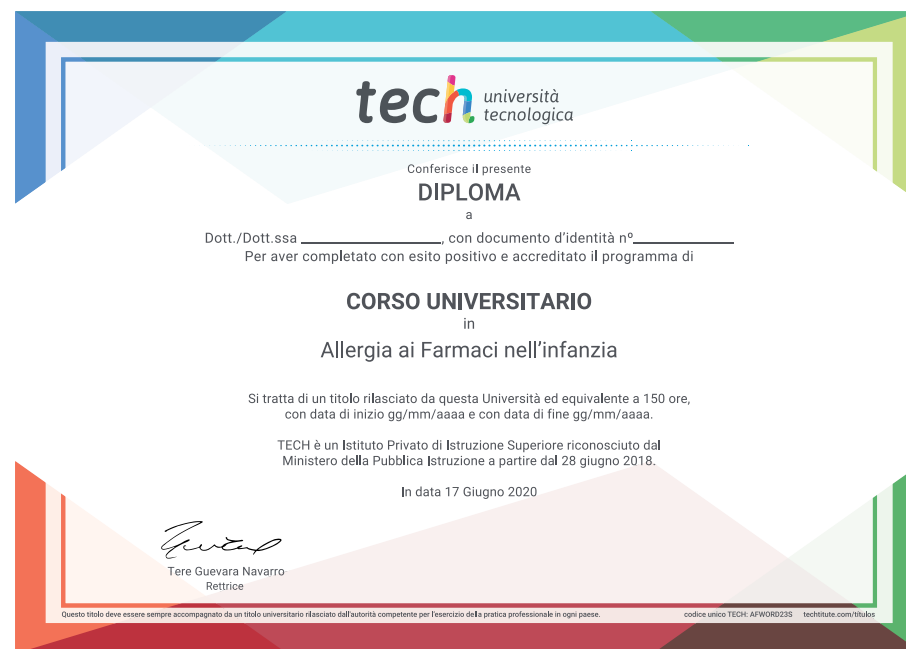 tech università
tecnologica
Conferisce il presente
DIPLOMA
a
Dott./Dott.ssa ____________________, con documento d'identità nº______________
Per aver completato con esito positivo e accreditato il programma di
CORSO UNIVERSITARIO
in
Allergia ai Farmaci nell'infanzia
Si tratta di un titolo rilasciato da questa Università ed equivalente a 150 ore,
con data di inizio gg/mm/aaaa e con data di fine gg/mm/aaaa.
TECH è un Istituto Privato di Istruzione Superiore riconosciuto dal
Ministero della Pubblica Istruzione a partire dal 28 giugno 2018.
In data 17 Giugno 2020
Tere Guevara Navarro
Rettrice
Questo titolo deve essere sempre accompagnato da un titolo universitario rilasciato dall'autorità competente per l'esercizio della pratica professionale in ogni paese. codice unico TECH: AFWORD23S techtitute.com/títulos